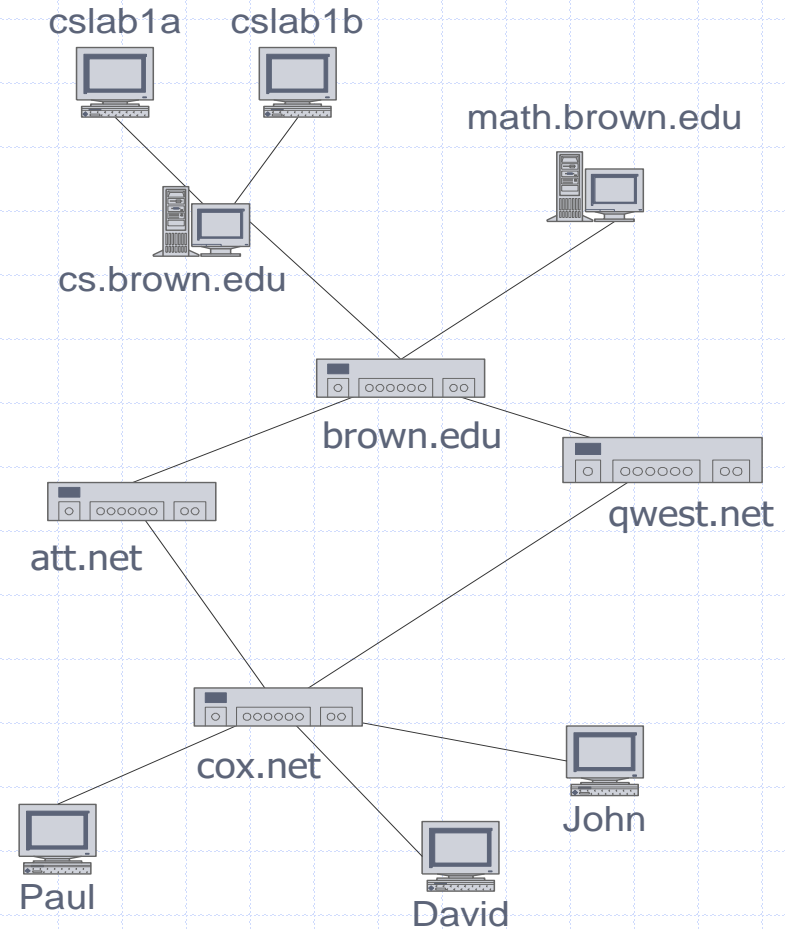 cslab1a
cslab1b
math.brown.edu
cs.brown.edu
brown.edu
qwest.net
att.net
cox.net
John
Paul
David